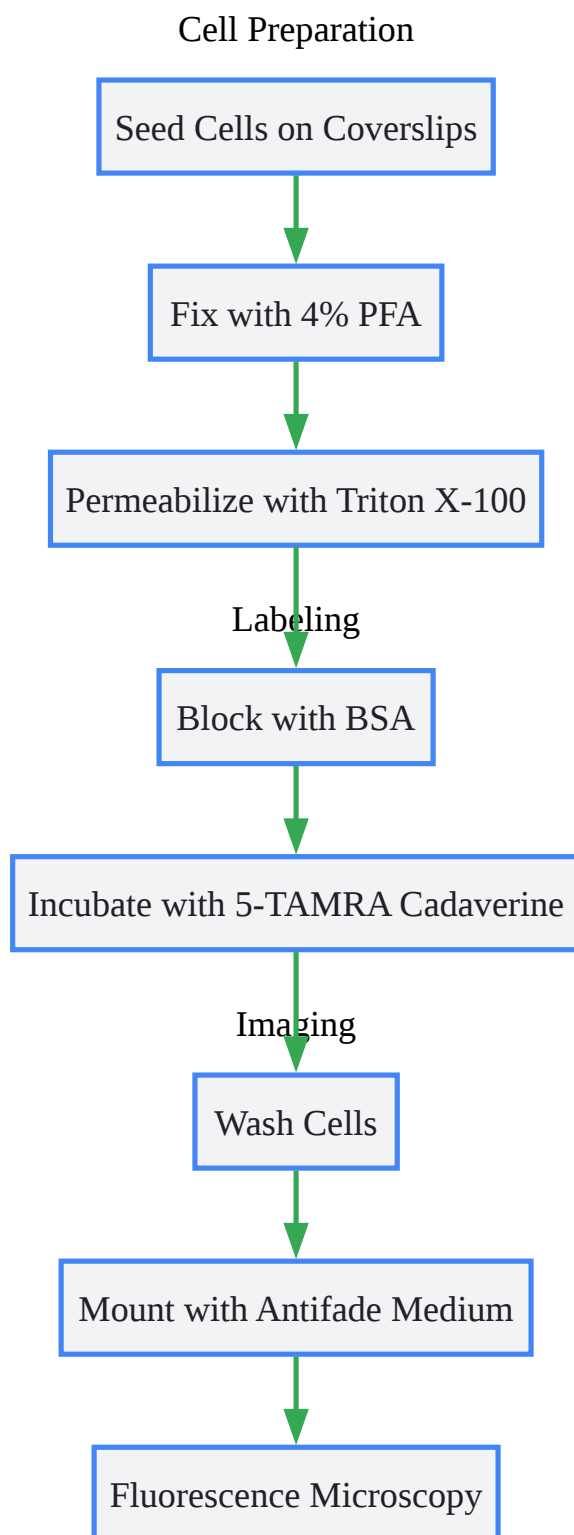 Cell Preparation
Seed Cells on Coverslips
Fix with 4% PFA
Permeabilize with Triton X-100
Labeling
Block with BSA
Incubate with 5-TAMRA Cadaverine
Imaging
Wash Cells
Mount with Antifade Medium
Fluorescence Microscopy